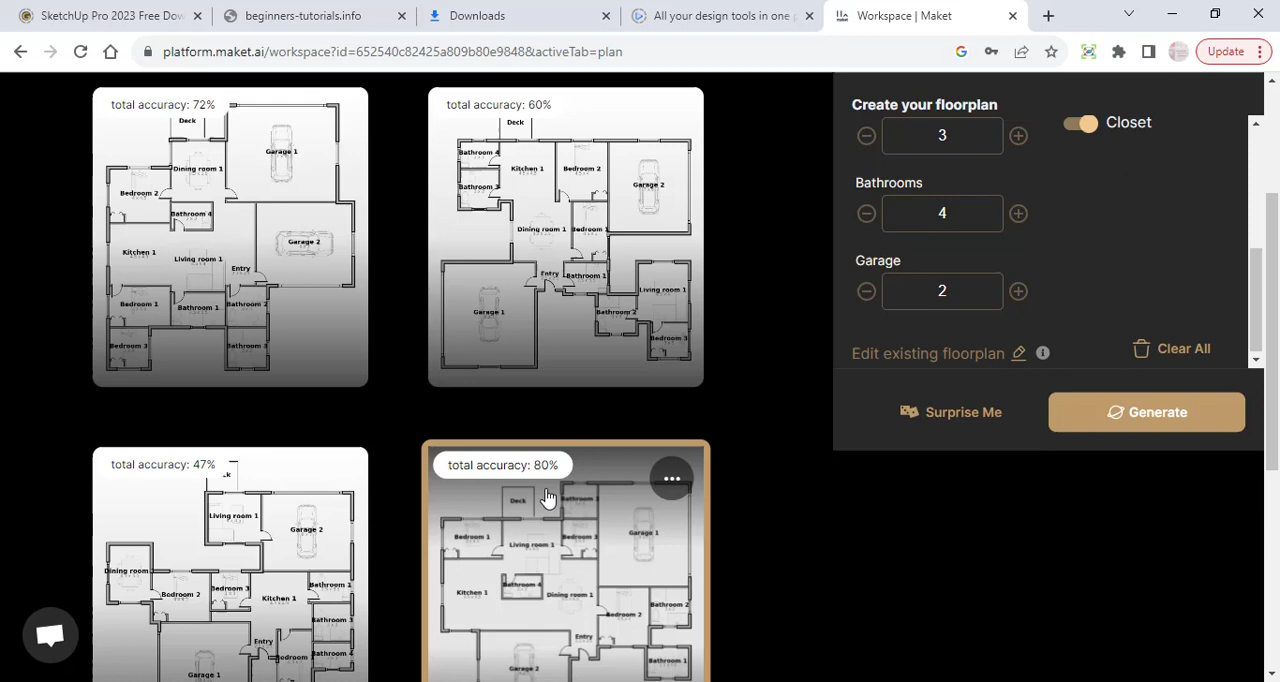 SketchUp Pro 2023 Free Dow
beginners-tutorials.info
Downloads
All your design tools in one p
Workspace | Maket
platform.maket.ai/workspace?id=652540c82425a809b80e9848&activeTab=plan
Update
total accuracy: 72%
Deck
Garage 1
Dining room 1
Bedroom 2
Bathroom 4
Garage 2
Kitchen 1
Living room 1
Entry
Bedroom 1
Bathroom 1
Bathroom 2
Bedroom 3
Bathroom 3
total accuracy: 60%
Deck
Bathroom 4
Kitchen 1
Bedroom 2
Bathroom 3
Garage 2
Dining room 1
Bedroom 1
Entry
Bathroom 1
Living room 1
Garage 1
Bathroom 2
Bedroom 3
total accuracy: 47%
Living room 1
Garage 2
Dining room
Bedroom 2
Bedroom 3
Kitchen 1
Bathroom 1
Bathroom 3
Entry
Bathroom 4
Garage 1
total accuracy: 80%
Deck
Garage 1
Bedroom 1
Living room 1
Bedroom 3
Kitchen 1
Bathroom 4
Dining room 1
Bedroom 2
Bathroom 2
Entry
Bathroom 1
Garage 2
Create your floorplan
3
Closet
Bathrooms
4
Garage
2
Edit existing floorplan
Clear All
Surprise Me
Generate